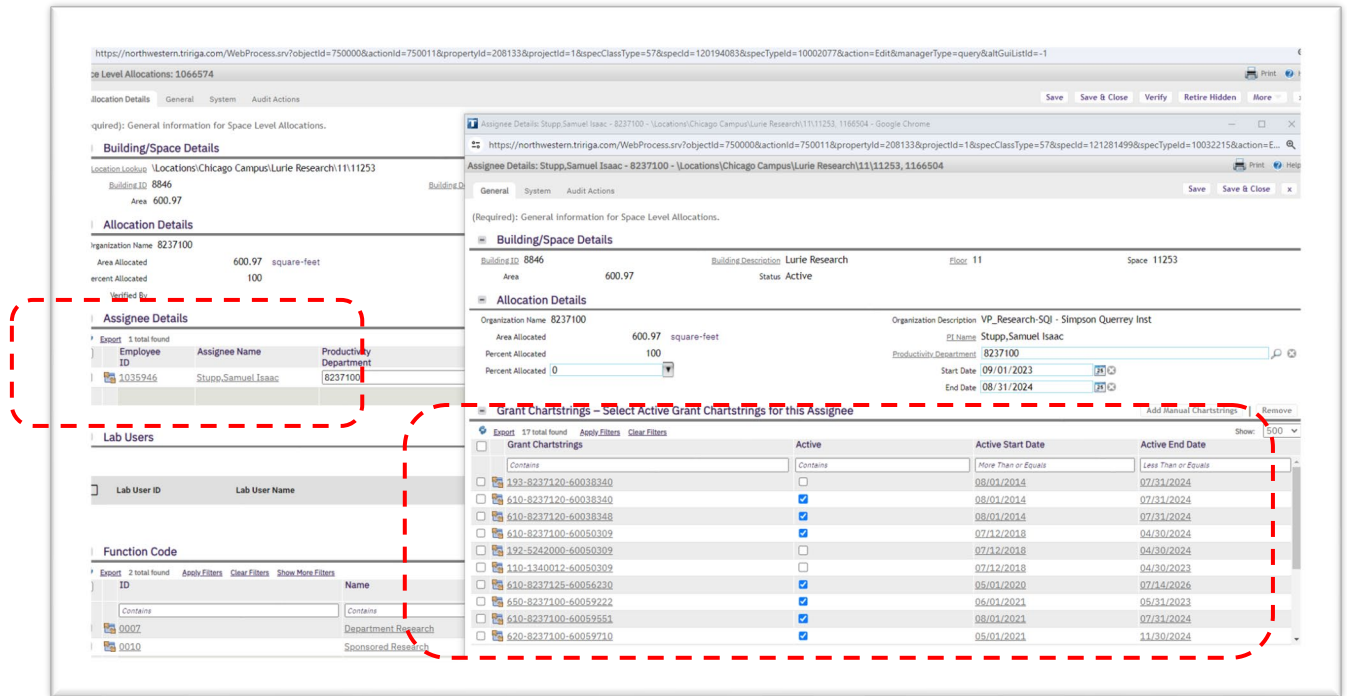 https://northwestern.tririga.com/WebProcess.srv?objectId=750000&actionId=750011&propertyId=208133&projectId=1&specClassType=57&specId=120194083&specTypeId=10002077&action=Edit&managerType=query&altGuiListId=-1
ce Level Allocations: 1066574
Print
Allocation Details General System Audit Actions
Save Save & Close Verify Retire Hidden More
quired): General information for Space Level Allocations.
Building/Space Details
Location Lookup \Locations\Chicago Campus\Lurie Research\11\11253
Building ID 8846
Building D
Area 600.97
Allocation Details
Organization Name 8237100
Area Allocated 600.97 square-feet
ercent Allocated 100
Verified By
Assignee Details
Export 1 total found
Employee ID Assignee Name Productivity Department
1035946 Stupp,Samuel Isaac 8237100
Lab Users
Lab User ID Lab User Name
Function Code
Export 2 total found Apply Filters Clear Filters Show More Filters
ID Name
Contains Contains
0007 Department Research
0010 Sponsored Research
Assignee Details: Stupp,Samuel Isaac - 8237100 - \Locations\Chicago Campus\Lurie Research\11\11253, 1166504 - Google Chrome
https://northwestern.tririga.com/WebProcess.srv?objectId=750000&actionId=750011&propertyId=208133&projectId=1&specClassType=57&specId=121281499&specTypeId=10032215&action=E...
Assignee Details: Stupp,Samuel Isaac - 8237100 - \Locations\Chicago Campus\Lurie Research\11\11253, 1166504
Print Help
General System Audit Actions
Save Save & Close x
(Required): General information for Space Level Allocations.
Building/Space Details
Building ID 8846 Building Description Lurie Research Floor 11 Space 11253
Area 600.97 Status Active
Allocation Details
Organization Name 8237100 Organization Description VP_Research-SQI - Simpson Querrey Inst
Area Allocated 600.97 square-feet PI Name Stupp,Samuel Isaac
Percent Allocated 100 Productivity Department 8237100
Percent Allocated 0 Start Date 09/01/2023
End Date 08/31/2024
Grant Chartstrings – Select Active Grant Chartstrings for this Assignee
Add Manual Chartstrings | Remove
Export 17 total found Apply Filters Clear Filters Show: 500
Grant Chartstrings Active Active Start Date Active End Date
Contains Contains More Than or Equals Less Than or Equals
193-8237120-60038340 08/01/2014 07/31/2024
610-8237120-60038340 08/01/2014 07/31/2024
610-8237120-60038348 08/01/2014 07/31/2024
610-8237100-60050309 07/12/2018 04/30/2024
192-5242000-60050309 07/12/2018 04/30/2024
110-1340012-60050309 07/12/2018 04/30/2023
610-8237125-60056230 05/01/2020 07/14/2026
650-8237100-60059222 06/01/2021 05/31/2023
610-8237100-60059551 08/01/2021 07/31/2024
620-8237100-60059710 05/01/2021 11/30/2024